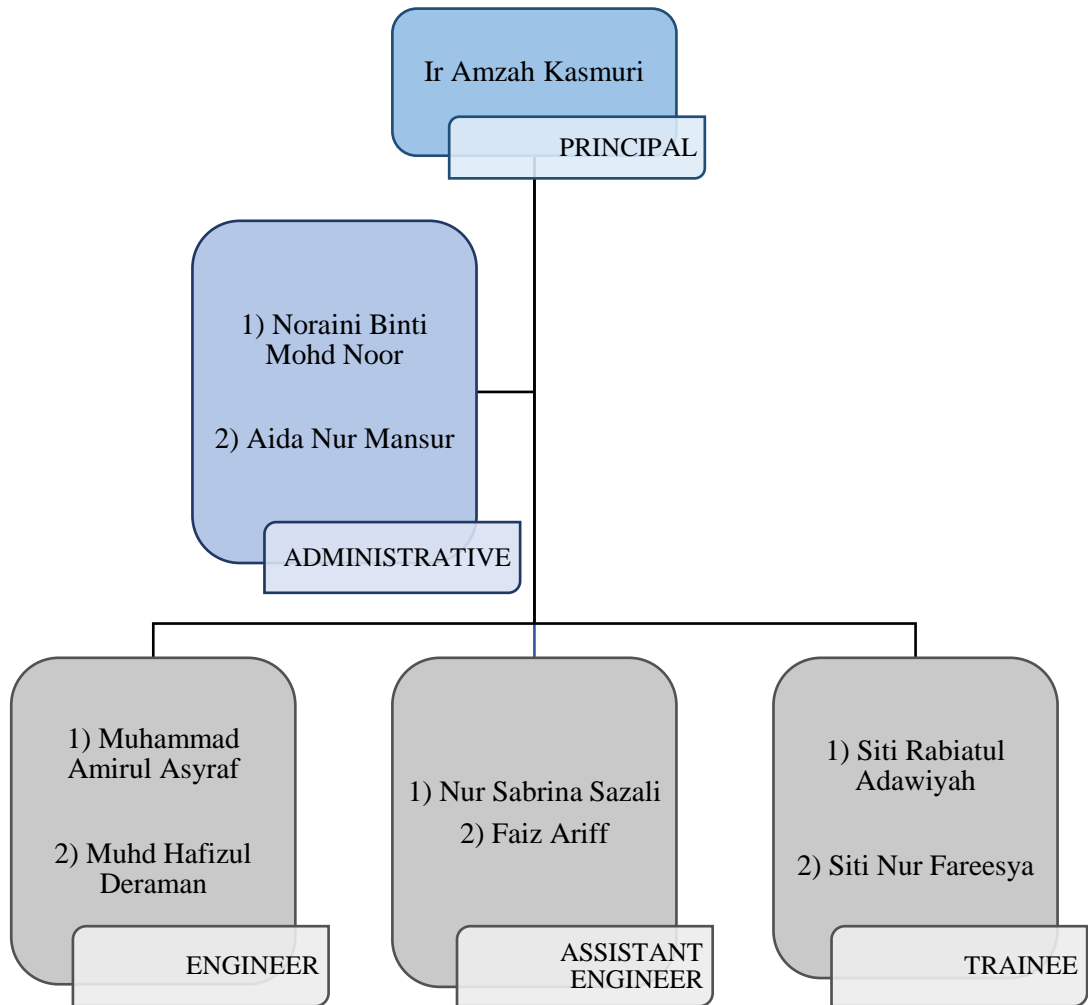 Ir Amzah Kasmuri
PRINCIPAL
1) Noraini Binti
Mohd Noor
2) Aida Nur Mansur
ADMINISTRATIVE
1) Muhammad
Amirul Asyraf
2) Muhd Hafizul
Deraman
ENGINEER
1) Nur Sabrina Sazali
2) Faiz Ariff
ASSISTANT
ENGINEER
1) Siti Rabiatul
Adawiyah
2) Siti Nur Fareesya
TRAINEE